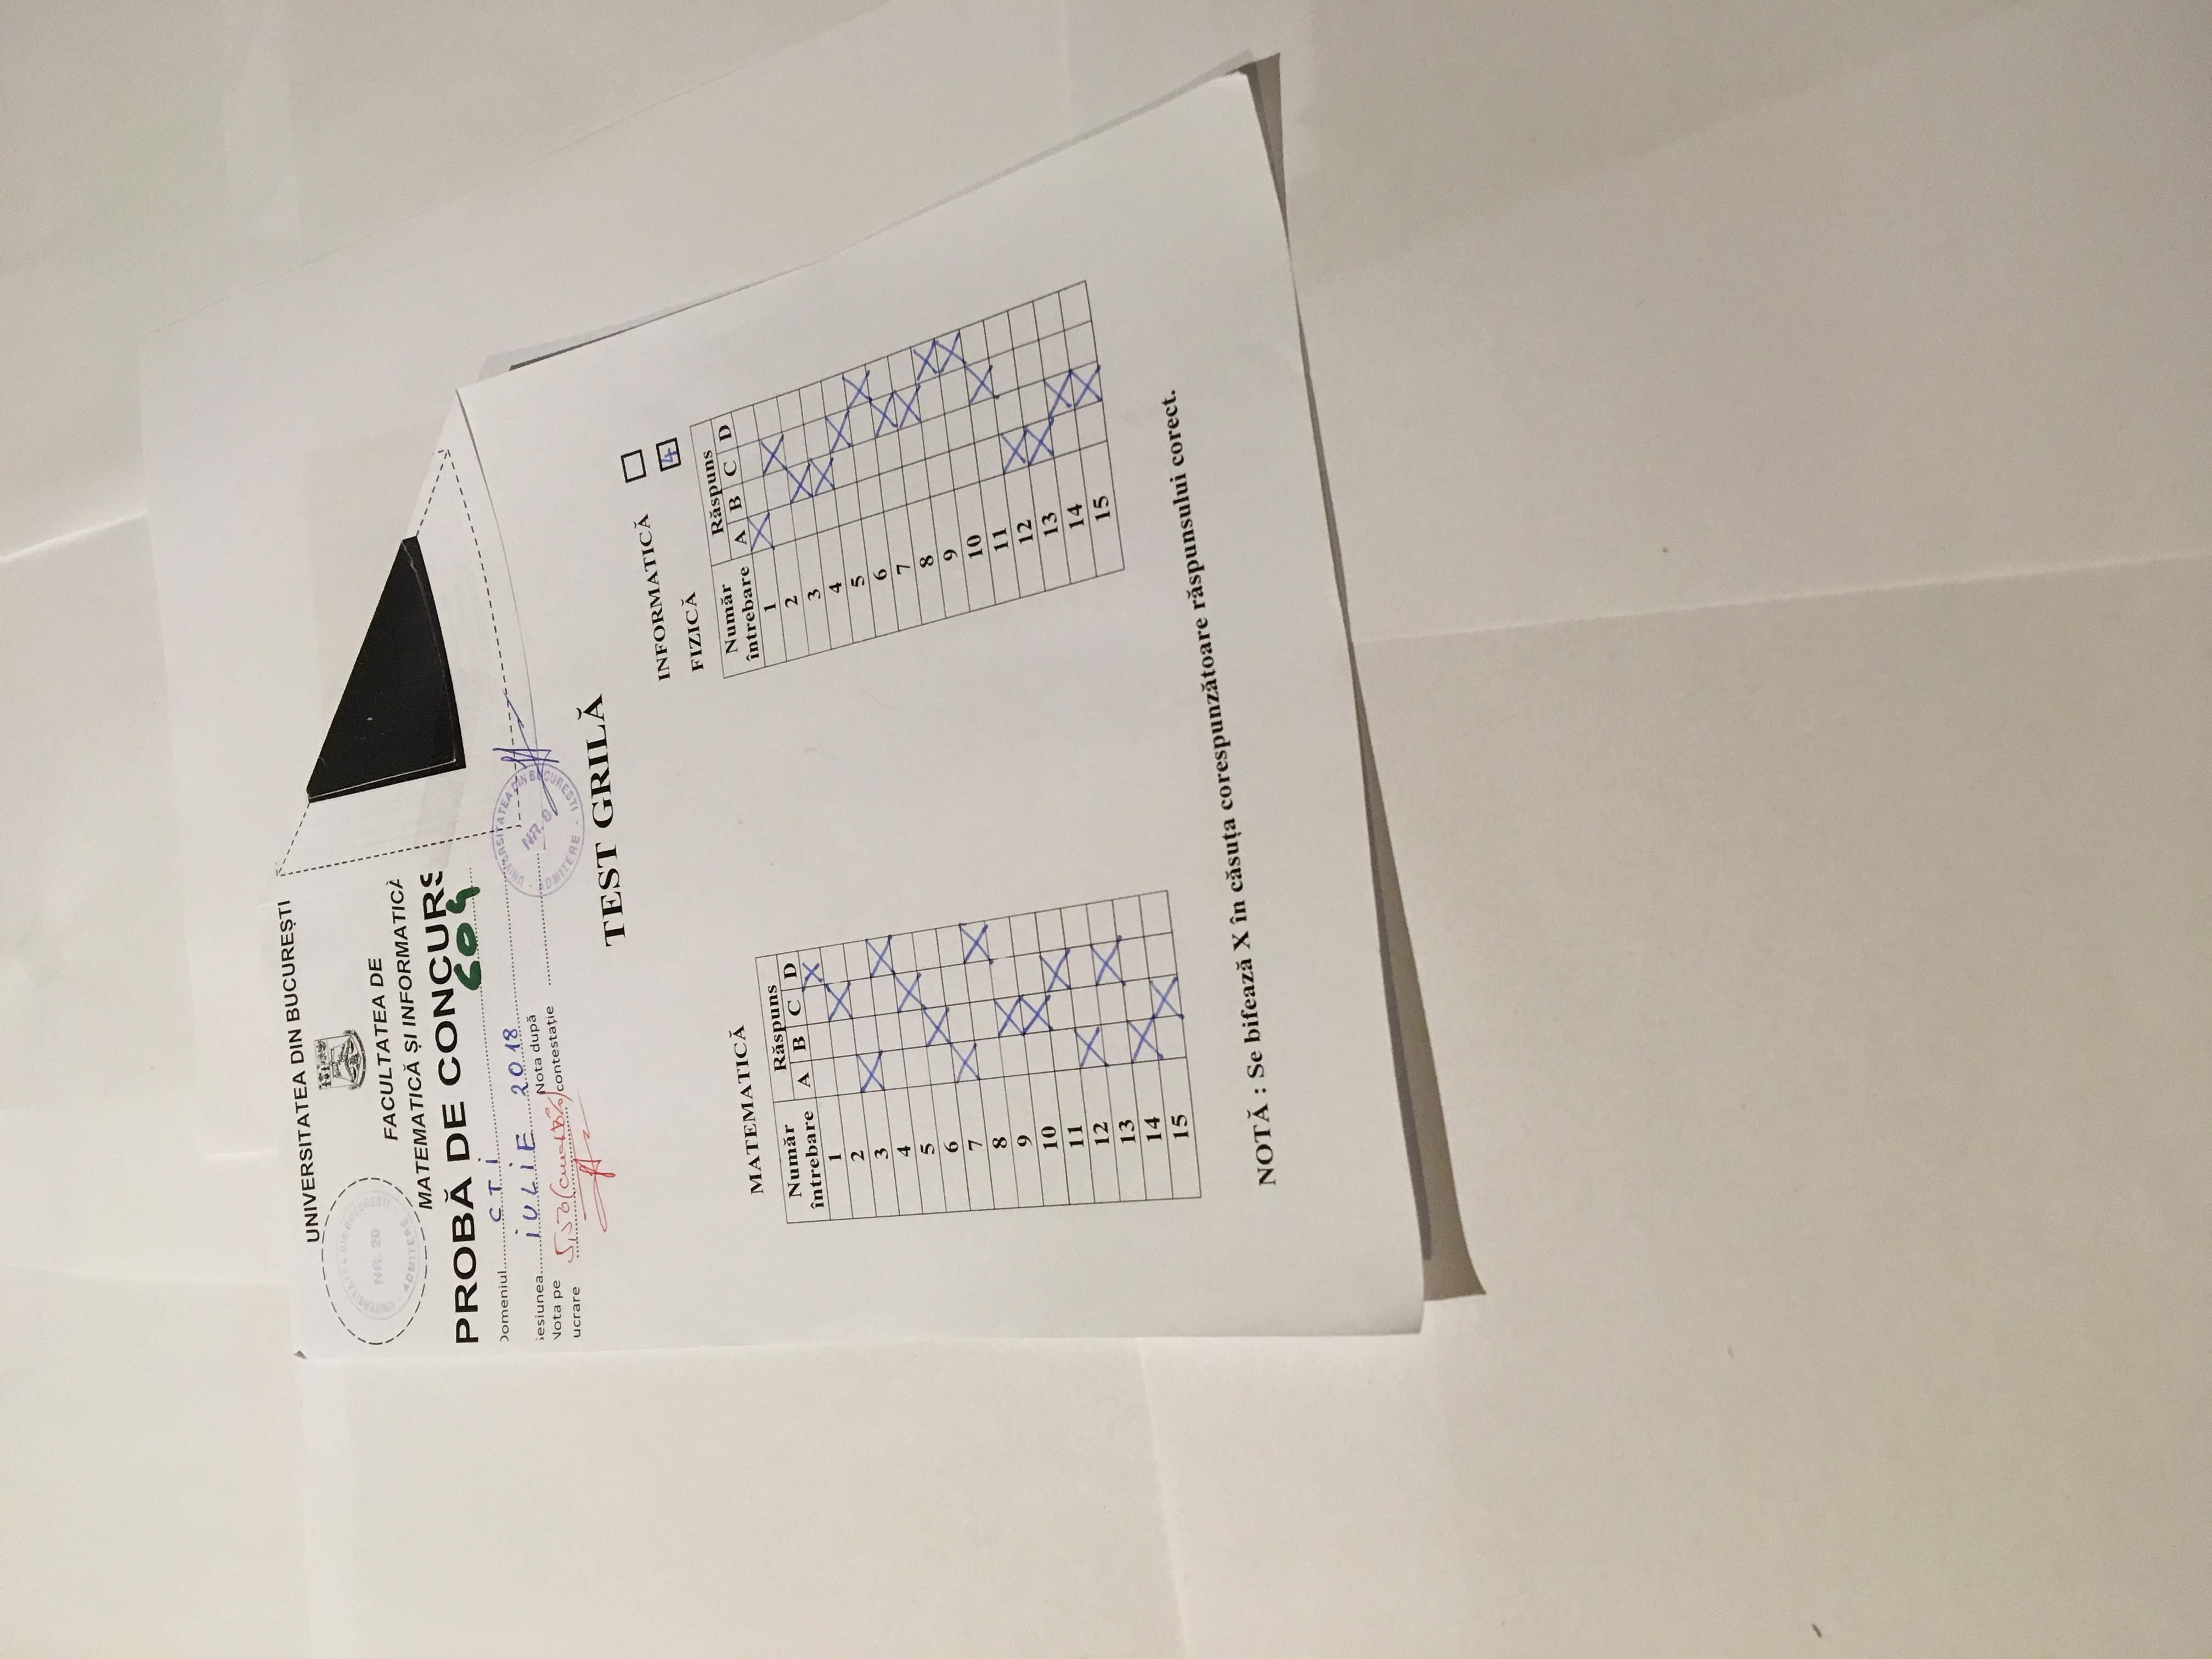 UNIVERSITATEA DIN BUCUREȘTI
UNIVERSITATEA DIN BUCUREȘTI
NR. 20
ADMITERE
FACULTATEA DE
MATEMATICĂ ȘI INFORMATICĂ
PROBĂ DE CONCURS
604
Domeniul CTI
Sesiunea IULIE 2018
Nota pe lucrare 5,50
Nota după contestație
UNIVERSITATEA DIN BUCURESTI
NR. 0
ADMITERE
TEST GRILĂ
INFORMATICĂ
FIZICĂ 4
MATEMATICĂ
Număr întrebare Răspuns
A B C D
1 X
2 X
3 X
4 X
5 X
6 X
7 X
8 X
9 X
10 X
11 X
12 X
13 X
14 X
15 X
Număr întrebare Răspuns
A B C D
1 X
2 X
3 X
4 X
5 X
6 X
7 X
8 X
9 X
10 X
11 X
12 X
13 X
14 X
15 X
NOTĂ : Se bifează X în căsuța corespunzătoare răspunsului corect.